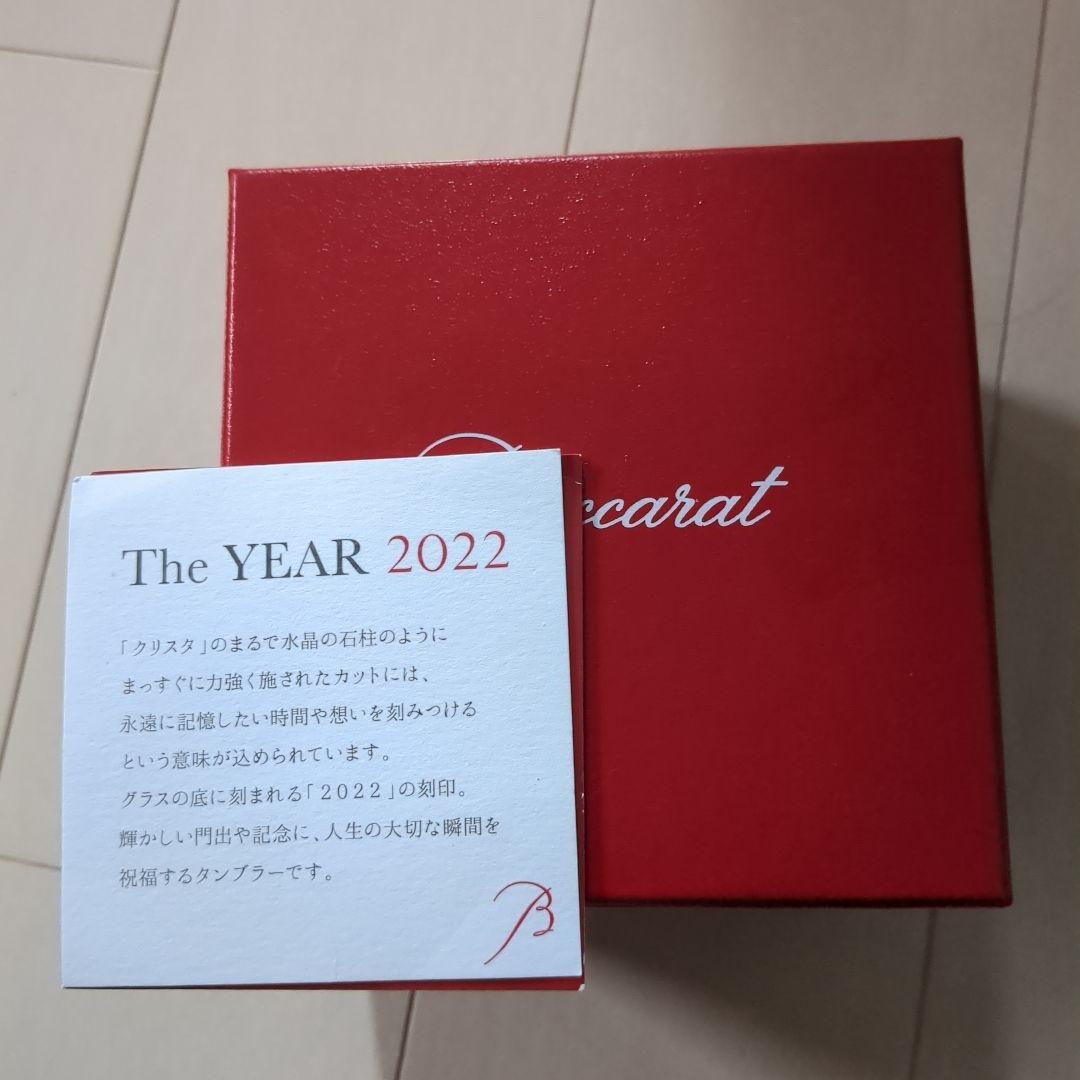 The YEAR 2022
「クリスタ」のまるで水晶の石柱のように
まっすぐに力強く施されたカットには、
永遠に記憶したい時間や想いを刻みつける
という意味が込められています。
グラスの底に刻まれる「2022」の刻印。
輝かしい門出や記念に、人生の大切な瞬間を
祝福するタンブラーです。
B
Baccarat